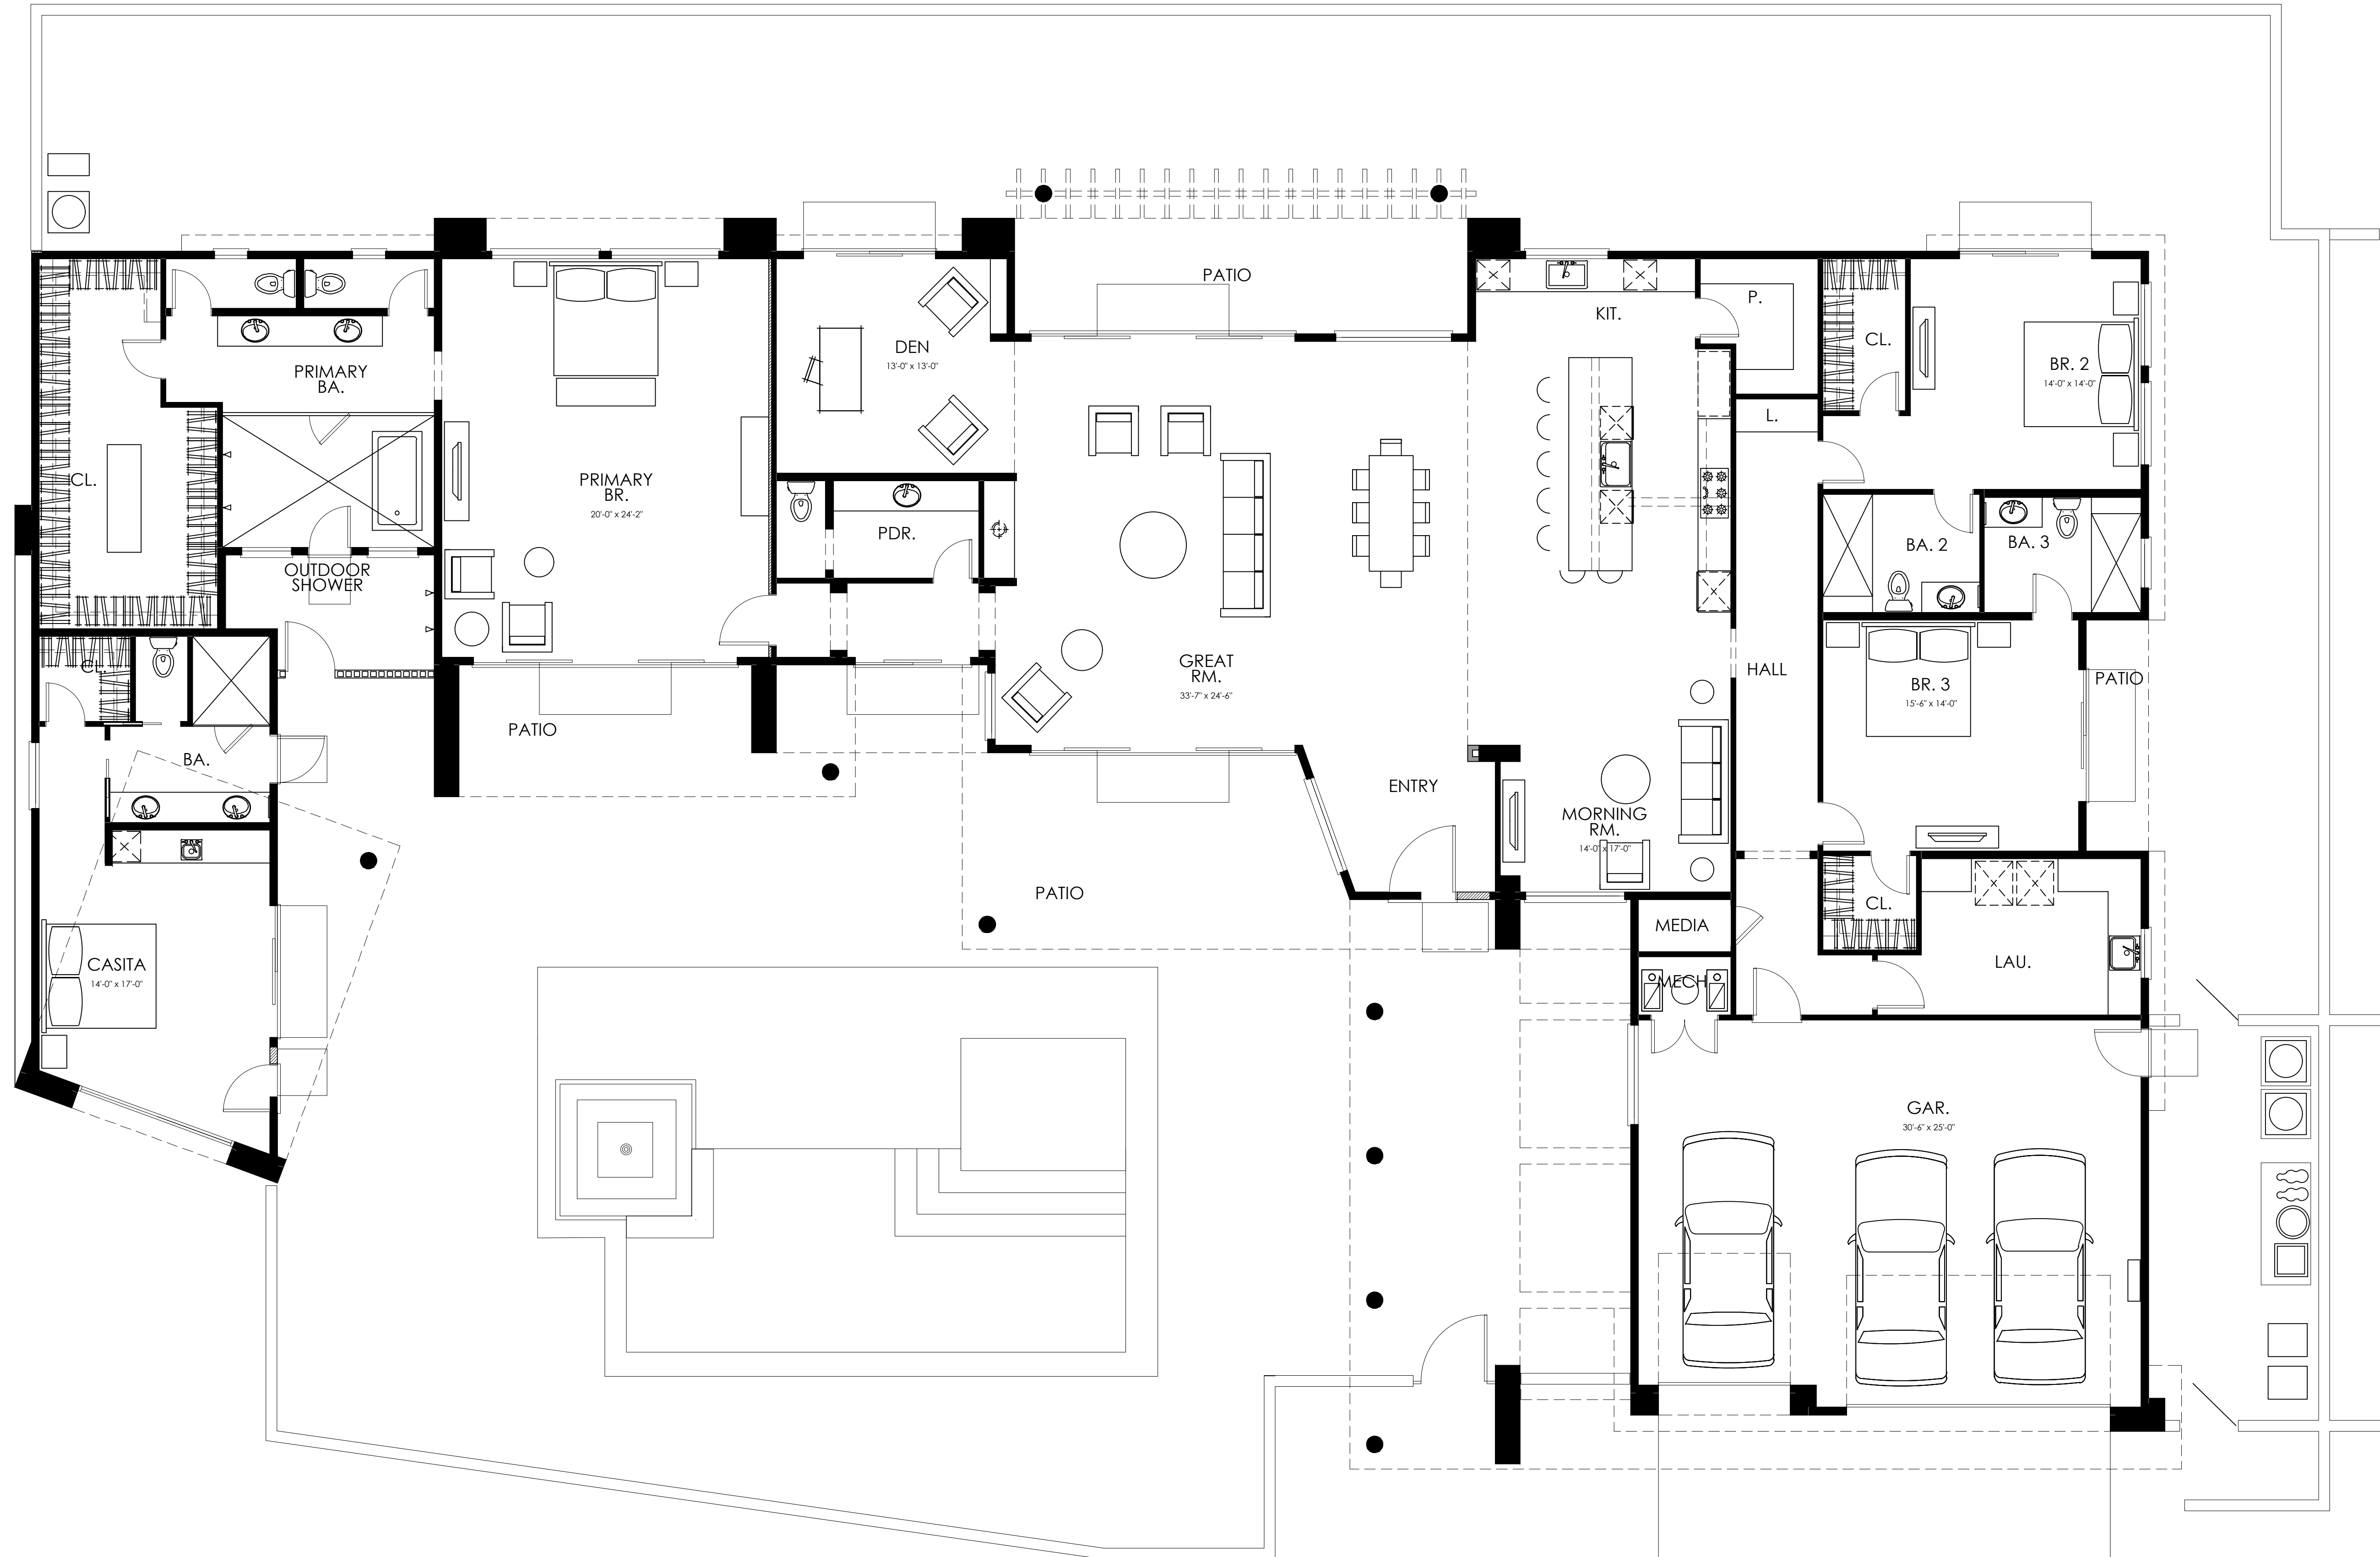 PATIO
P.
KIT.
DEN
13'-0" x 13'-0"
CL.
BR. 2
14'-0" x 14'-0"
PRIMARY
BA.
L.
CL.
PRIMARY
BR.
20'-0" x 24'-2"
PDR.
BA. 2
BA. 3
OUTDOOR
SHOWER
CL.
GREAT
RM.
33'-7" x 24'-6"
HALL
BR. 3
15'-6" x 14'-0"
PATIO
PATIO
BA.
ENTRY
MORNING
RM.
14'-0" x 17'-0"
PATIO
CL.
MEDIA
CASITA
14'-0" x 17'-0"
LAU.
MECH
GAR.
30'-6" x 25'-0"